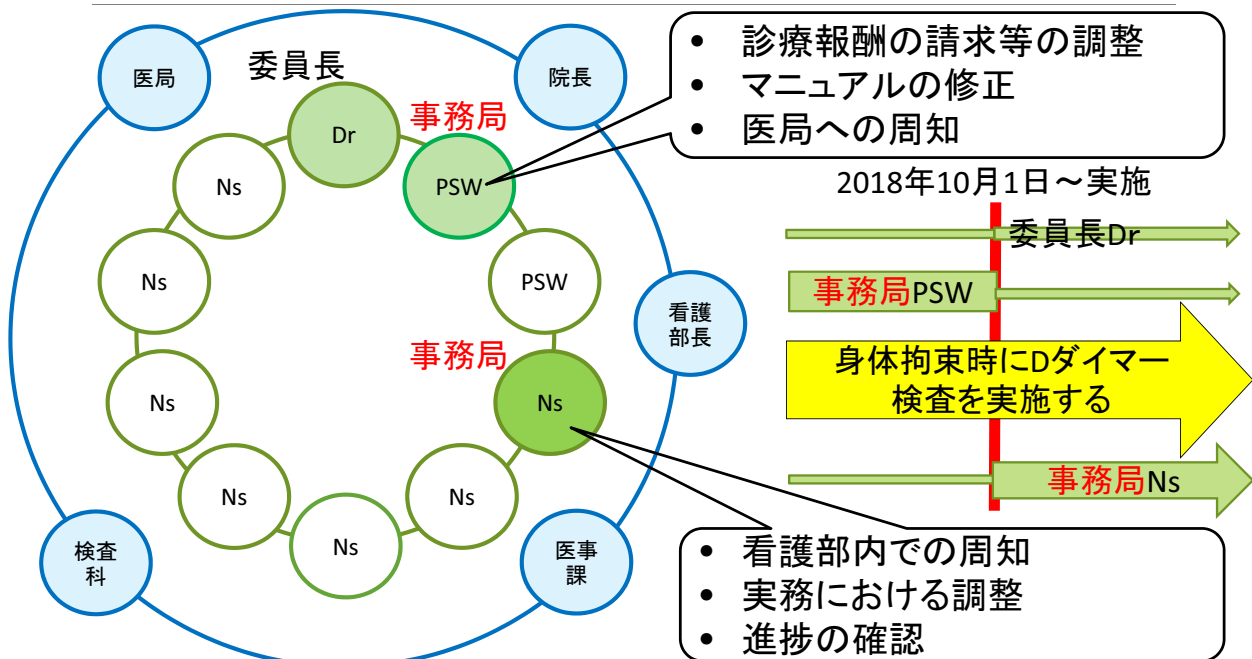 医局
委員長
院長
事務局
Dr
PSW
Ns
Ns
PSW
事務局
看護
部長
Ns
Ns
Ns
Ns
Ns
検査
科
医事
課
• 診療報酬の請求等の調整
• マニュアルの修正
• 医局への周知
2018年10月1日~実施
委員長Dr
事務局PSW
身体拘束時にDダイマー
検査を実施する
事務局Ns
• 看護部内での周知
• 実務における調整
• 進捗の確認